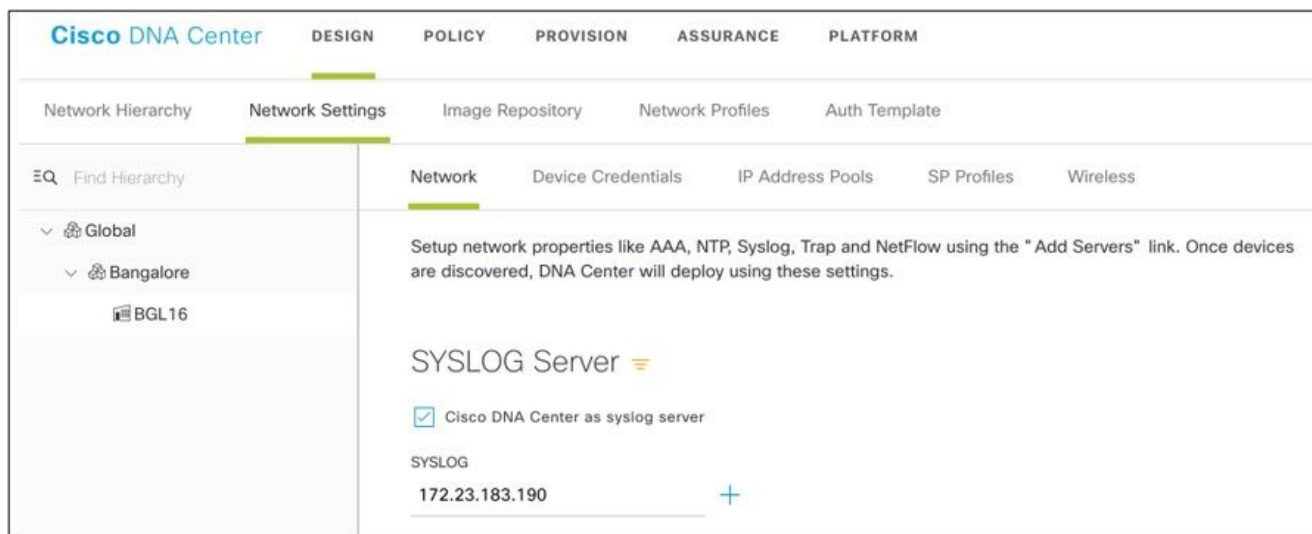 Cisco DNA Center DESIGN POLICY PROVISION ASSURANCE PLATFORM
Network Hierarchy Network Settings Image Repository Network Profiles Auth Template
Find Hierarchy
Network Device Credentials IP Address Pools SP Profiles Wireless
Global
Bangalore
BGL16
Setup network properties like AAA, NTP, Syslog, Trap and NetFlow using the "Add Servers" link. Once devices
are discovered, DNA Center will deploy using these settings.
SYSLOG Server
Cisco DNA Center as syslog server
SYSLOG
172.23.183.190